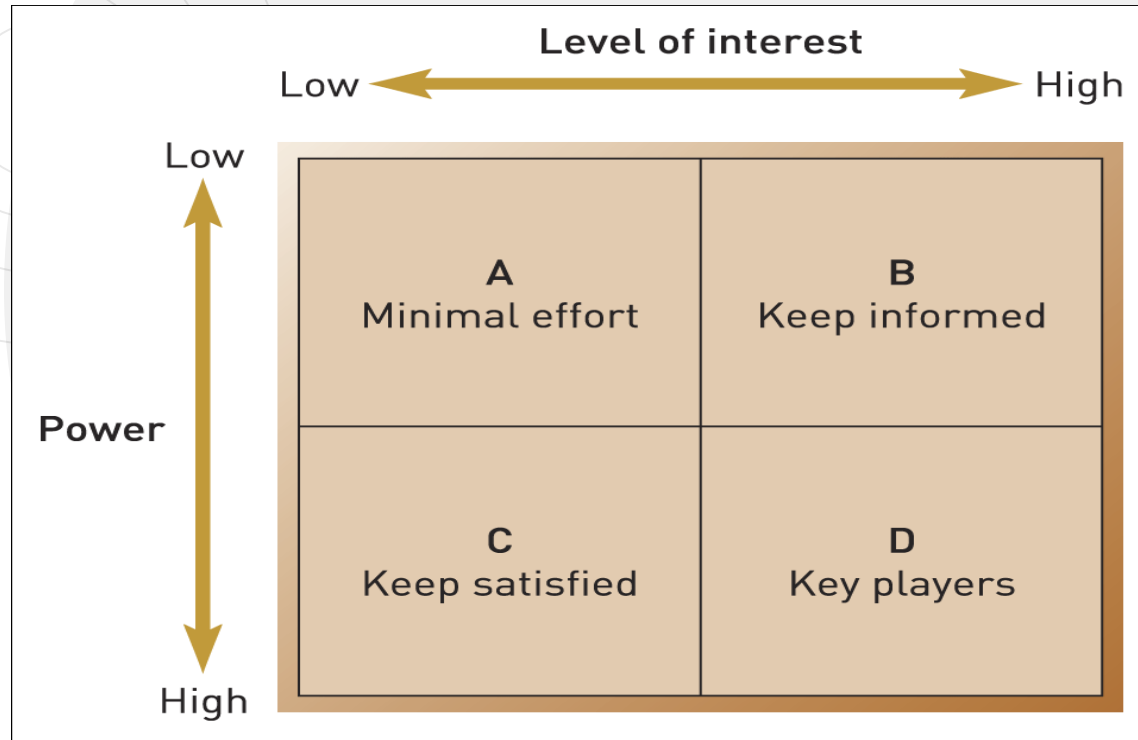 Level of interest
Low
High
Low
A
Minimal effort
B
Keep informed
Power
C
Keep satisfied
D
Key players
High